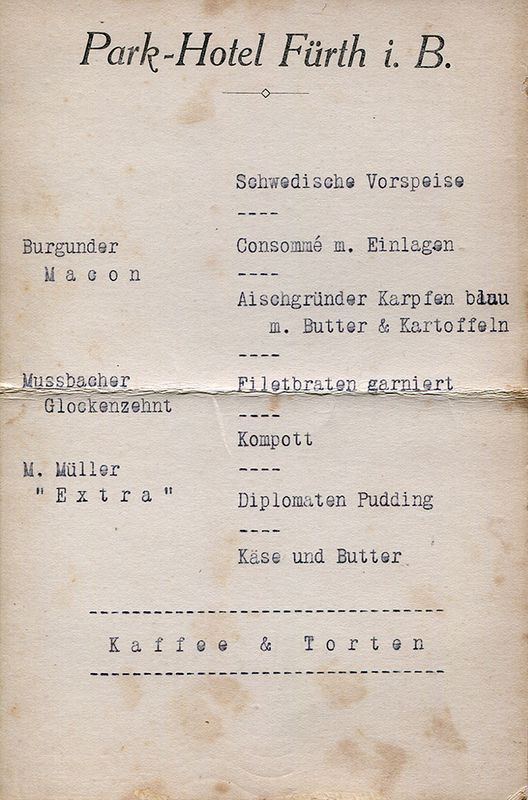 Park-Hotel Fürth i. B.
Schwedische Vorspeise
----
Burgunder
Macon
Consommé m. Einlagen
----
Aischgründer Karpfen blau
m. Butter & Kartoffeln
----
Mussbacher
Glockenzehnt
Filetbraten garniert
----
Kompott
----
M. Müller
"Extra"
Diplomaten Pudding
----
Käse und Butter
Kaffee & Torten